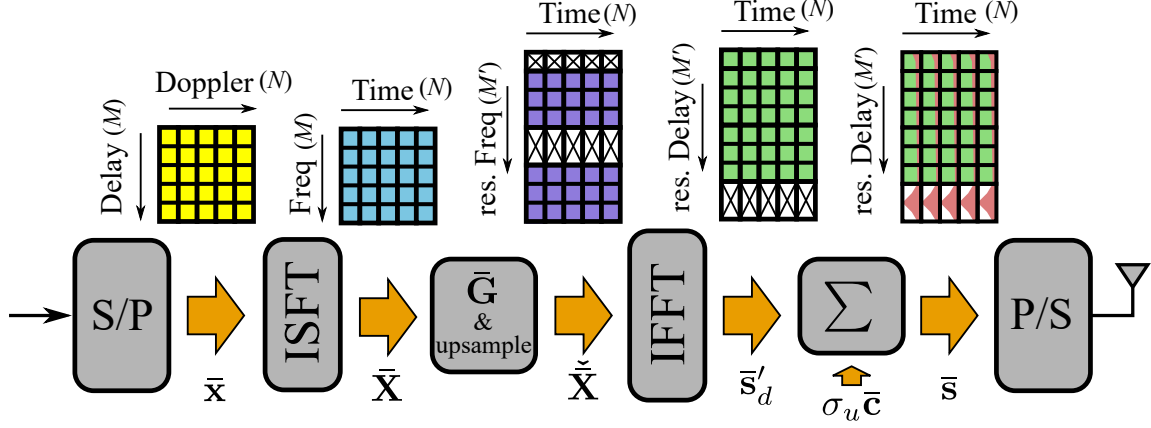 Time (N)
Time (N)
Time (N)
Doppler (N)
Time (N)
Delay (M)
Freq (M)
res. Freq (M')
res. Delay (M')
res. Delay (M')
S/P
ISFT
Ḡ
&
upsample
IFFT
∑
P/S
x̄
X̄
X̄̌
s̄′_d
σ_u c̄
s̄